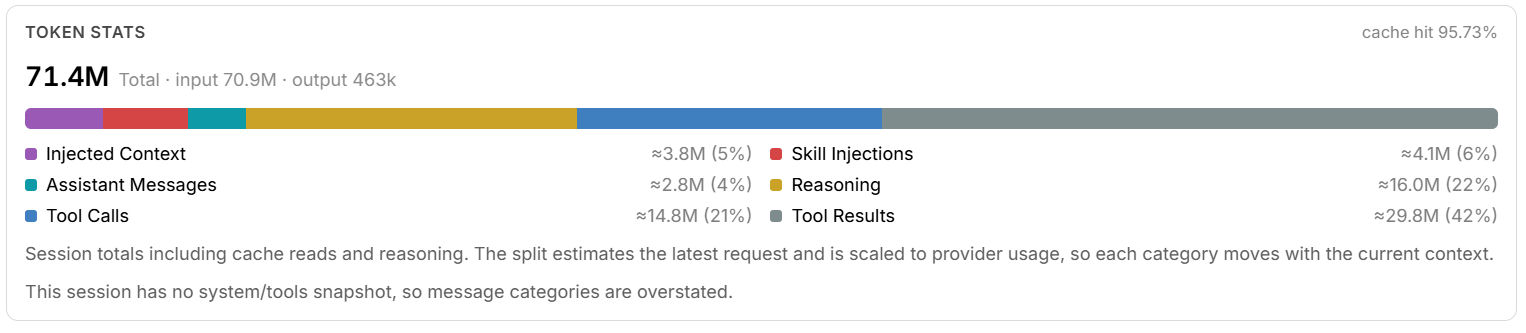 TOKEN STATS
cache hit 95.73%
71.4M Total · input 70.9M · output 463k
Injected Context ≈3.8M (5%)
Skill Injections ≈4.1M (6%)
Assistant Messages ≈2.8M (4%)
Reasoning ≈16.0M (22%)
Tool Calls ≈14.8M (21%)
Tool Results ≈29.8M (42%)
Session totals including cache reads and reasoning. The split estimates the latest request and is scaled to provider usage, so each category moves with the current context.
This session has no system/tools snapshot, so message categories are overstated.